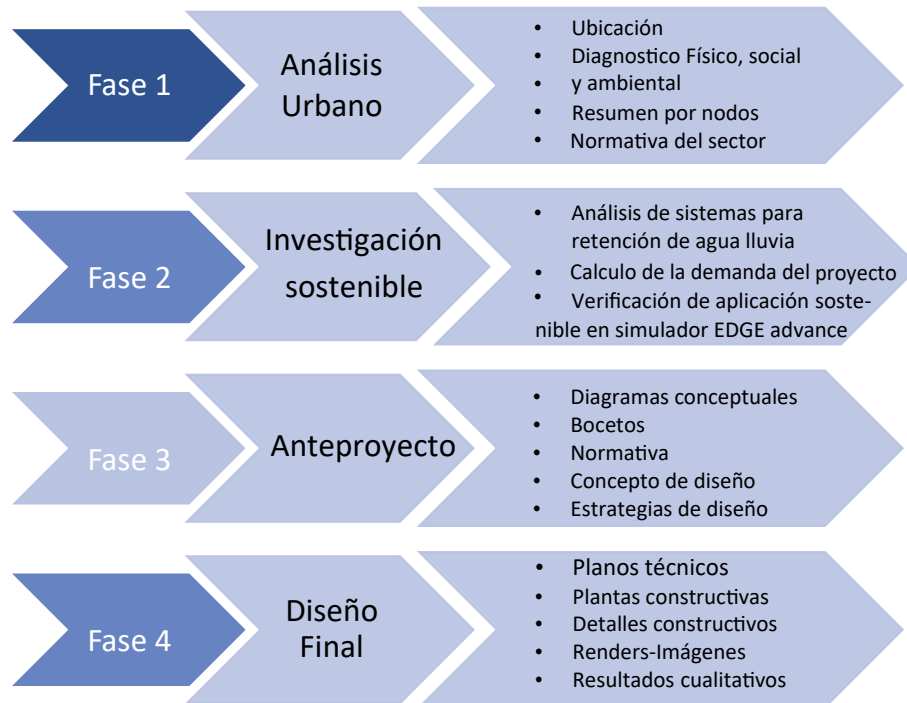 Fase 1
Análisis
Urbano
• Ubicación
• Diagnostico Físico, social
• y ambiental
• Resumen por nodos
• Normativa del sector
Fase 2
Investigación
sostenible
• Análisis de sistemas para
retención de agua lluvia
• Calculo de la demanda del proyecto
• Verificación de aplicación soste-
nible en simulador EDGE advance
Fase 3
Anteproyecto
• Diagramas conceptuales
• Bocetos
• Normativa
• Concepto de diseño
• Estrategias de diseño
Fase 4
Diseño
Final
• Planos técnicos
• Plantas constructivas
• Detalles constructivos
• Renders-Imágenes
• Resultados cualitativos